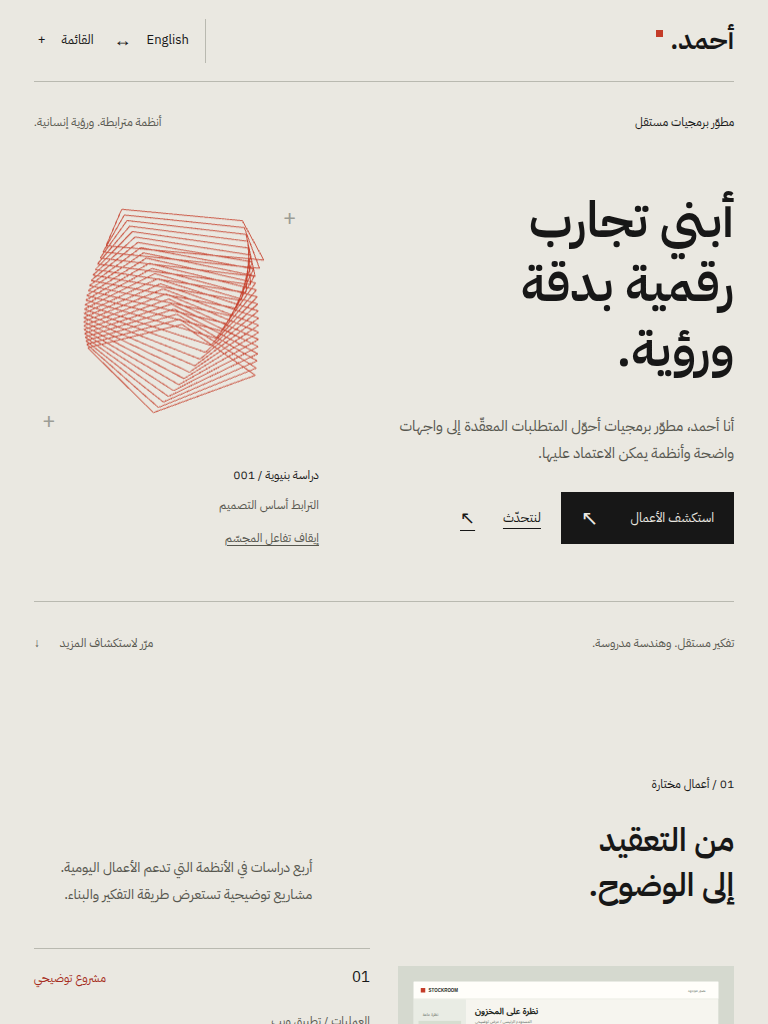 أحمد.
English ↔ القائمة +
مطوّر برمجيات مستقل
أنظمة مترابطة. ورؤية إنسانية.
أبني تجارب
رقمية بدقة
ورؤية.
أنا أحمد، مطوّر برمجيات أحوّل المتطلبات المعقّدة إلى واجهات
واضحة وأنظمة يمكن الاعتماد عليها.
استكشف الأعمال ↖
لنتحدّث ↖
دراسة بنيوية / 001
الترابط أساس التصميم
إيقاف تفاعل المجسّم
تفكير مستقل. وهندسة مدروسة.
مرّر لاستكشاف المزيد ↓
01 / أعمال مختارة
من التعقيد
إلى الوضوح.
أربع دراسات في الأنظمة التي تدعم الأعمال اليومية.
مشاريع توضيحية تستعرض طريقة التفكير والبناء.
STOCKROOM
نظرة على المخزون
01
مشروع توضيحي
العمليات / تطبيق ويب